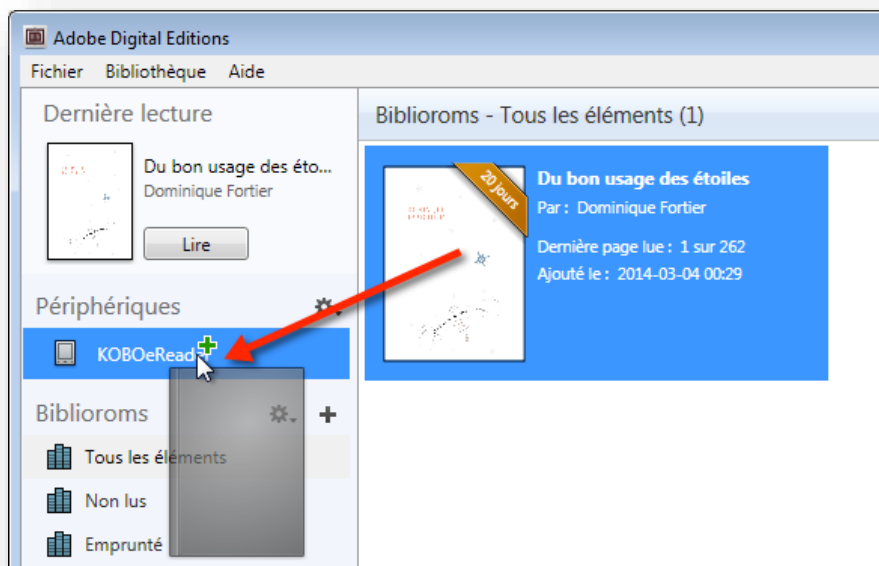 Adobe Digital Editions
Fichier Bibliothèque Aide
Dernière lecture
Du bon usage des éto...
Dominique Fortier
Lire
Périphériques
KOBOeReader
Biblioroms
Tous les éléments
Non lus
Emprunté
Biblioroms - Tous les éléments (1)
20 jours
Du bon usage des étoiles
Par : Dominique Fortier
Dernière page lue : 1 sur 262
Ajouté le : 2014-03-04 00:29